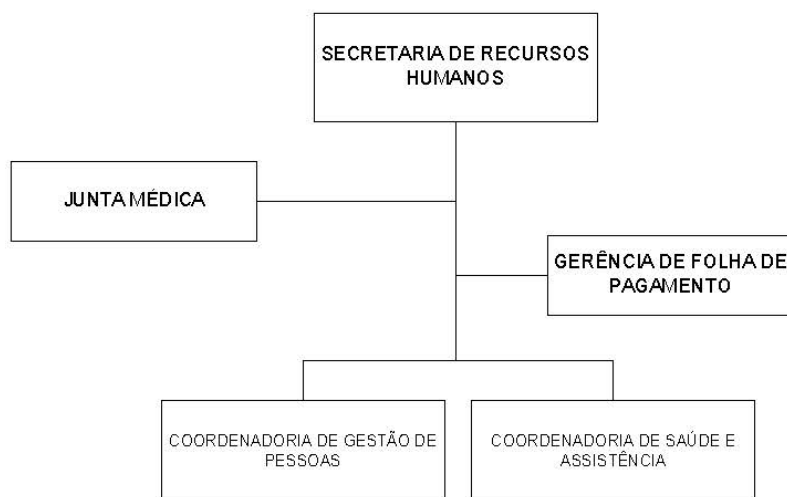 SECRETARIA DE RECURSOS
HUMANOS
JUNTA MÉDICA
GERÊNCIA DE FOLHA DE
PAGAMENTO
COORDENADORIA DE GESTÃO DE
PESSOAS
COORDENADORIA DE SAÚDE E
ASSISTÊNCIA